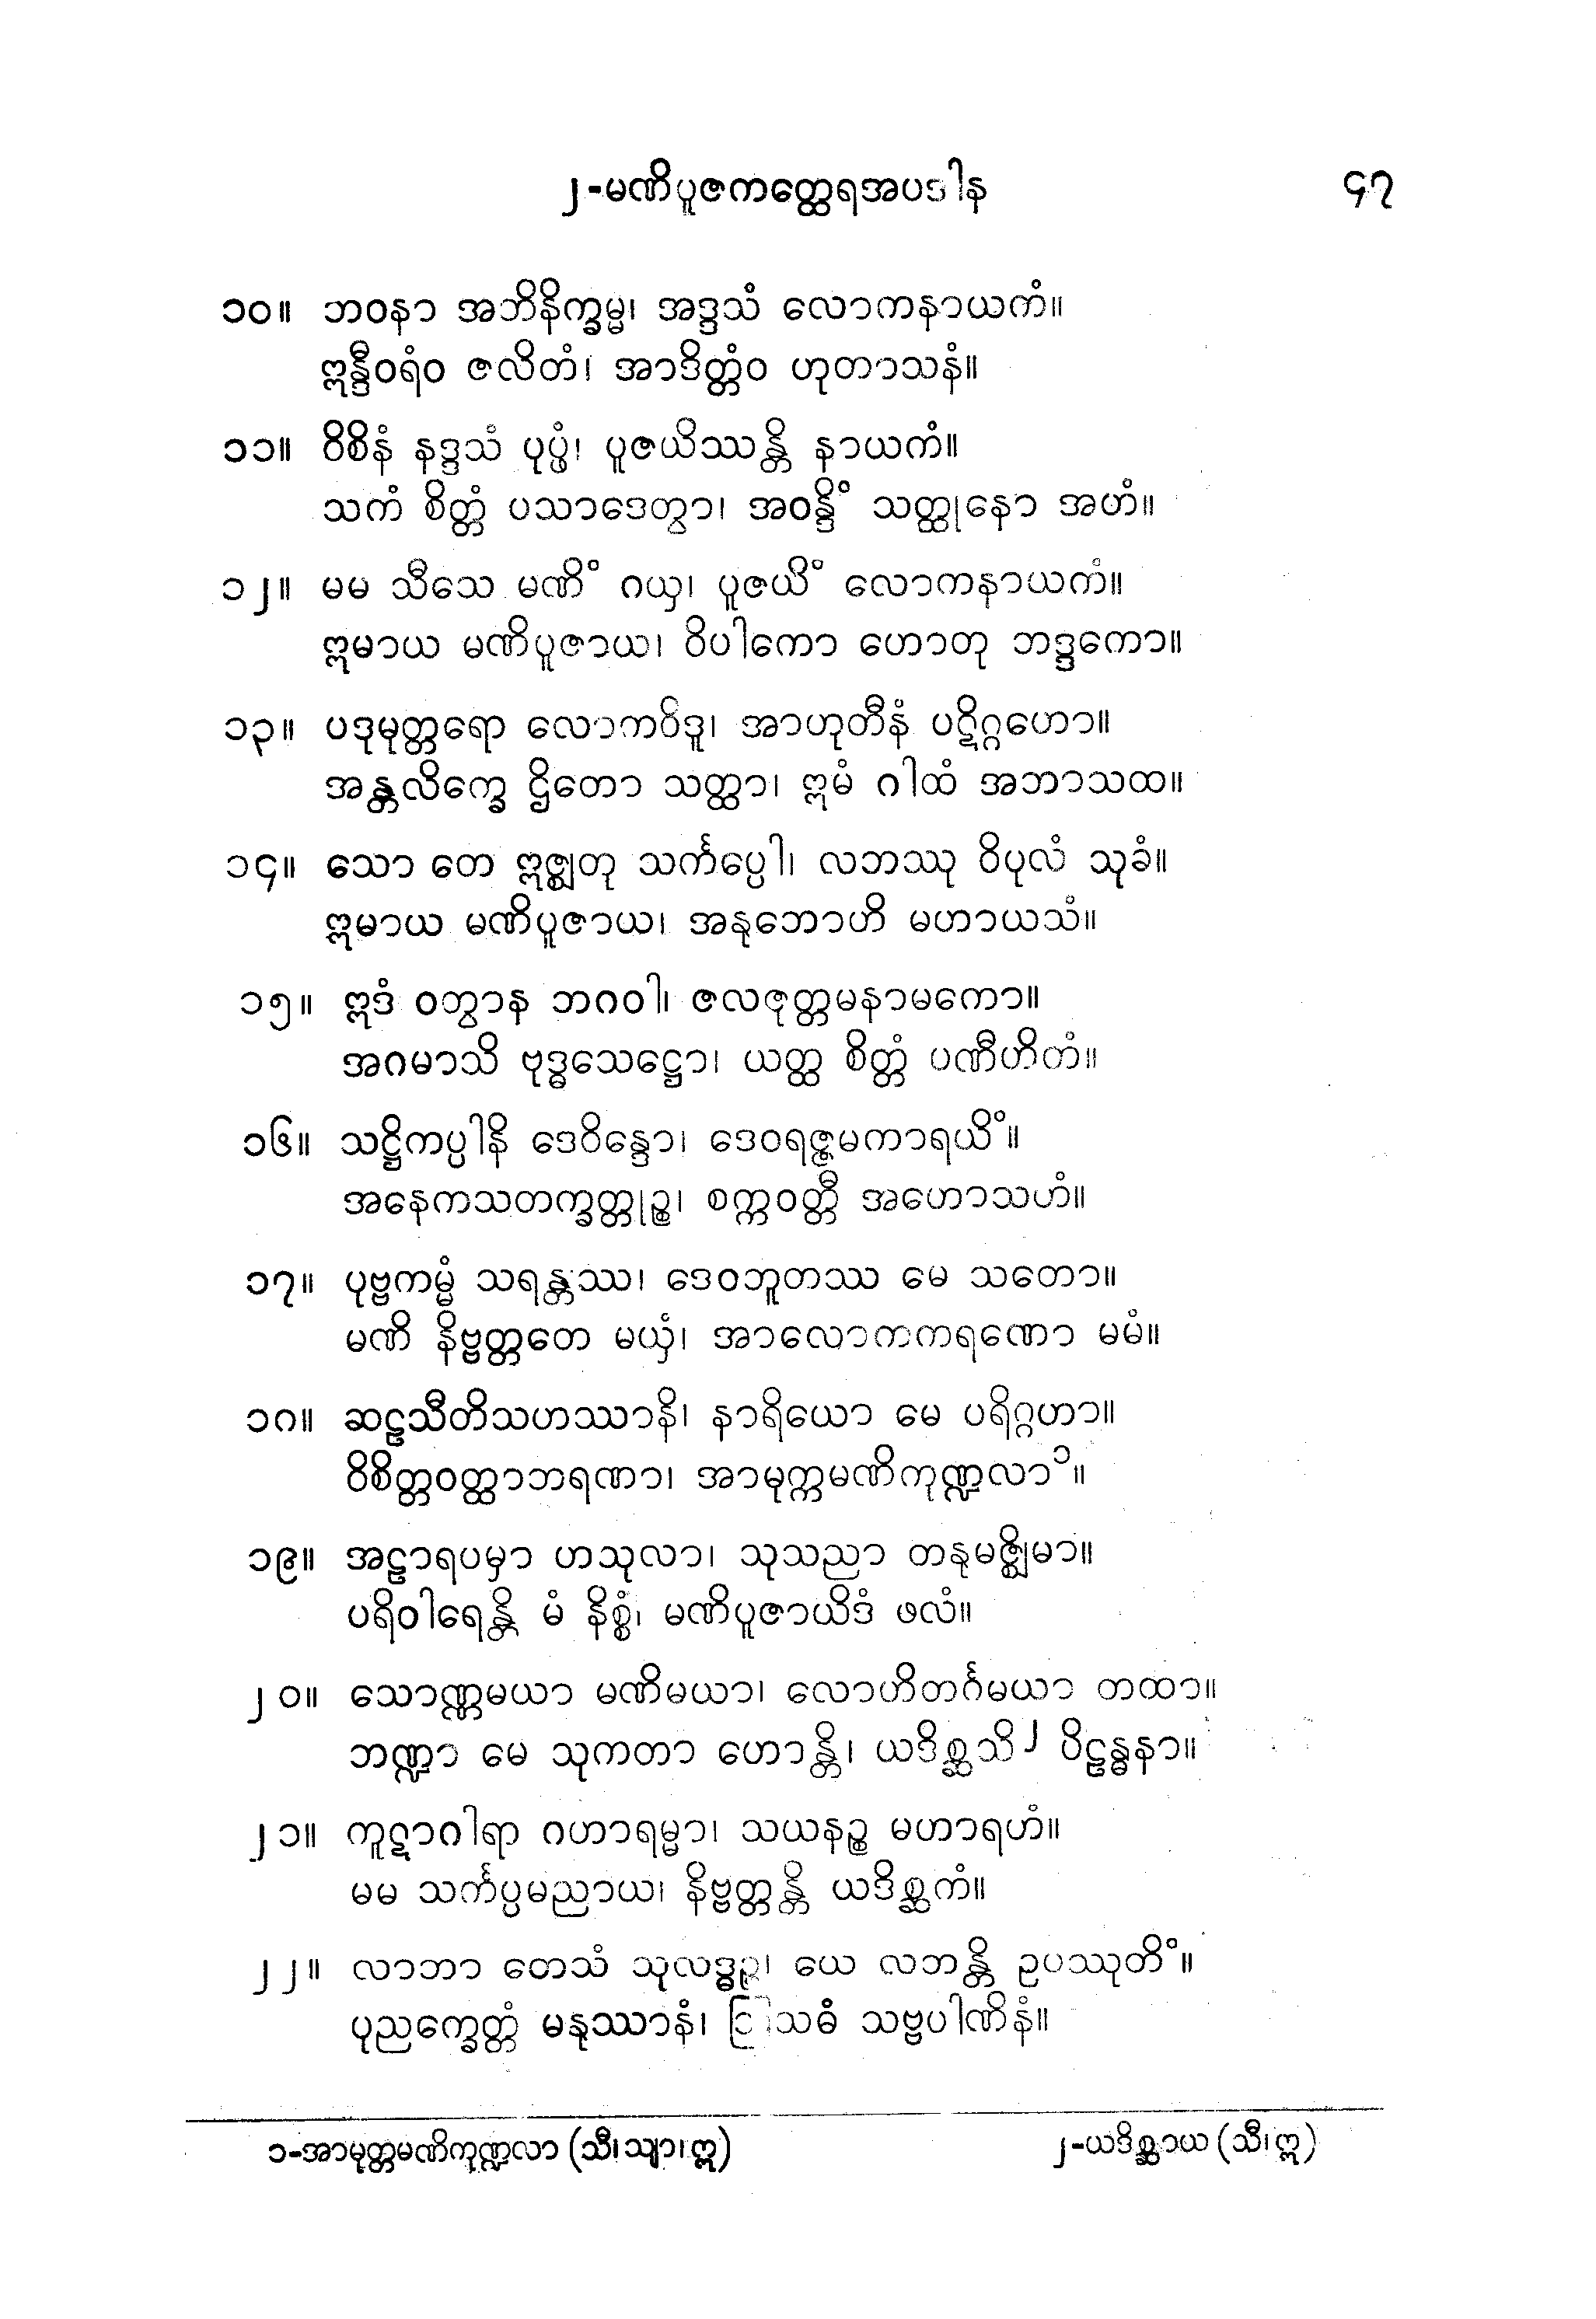 ၂-မဏိပူဇကတ္ထေရအပဒါန ၄၇
၁၀။ ဘဝနာ အဘိနိက္ခမ္မ၊ အဒ္ဒသံ လောကနာယကံ။
ဣန္ဒီဝရံဝ ဇလိတံ၊ အာဒိတ္တံဝ ဟုတာသနံ။
၁၁။ ဝိစိနံ နဒ္ဒသံ ပုပ္ဖံ၊ ပူဇယိဿန္တိ နာယကံ။
သကံ စိတ္တံ ပသာဒေတွာ၊ အဝန္ဒိံ သတ္ထုနော အဟံ။
၁၂။ မမ သီသေ မဏိံ ဂယှ၊ ပူဇယိံ လောကနာယကံ။
ဣမာယ မဏိပူဇာယ၊ ဝိပါကော ဟောတု ဘဒ္ဒကော။
၁၃။ ပဒုမုတ္တရော လောကဝိဒူ၊ အာဟုတီနံ ပဋိဂ္ဂဟော။
အန္တလိက္ခေ ဌိတော သတ္ထာ၊ ဣမံ ဂါထံ အဘာသထ။
၁၄။ သော တေ ဣဇ္ဈတု သင်္ကပ္ပေါ၊ လဘဿု ဝိပုလံ သုခံ။
ဣမာယ မဏိပူဇာယ၊ အနုဘောဟိ မဟာယသံ။
၁၅။ ဣဒံ ဝတွာန ဘဂဝါ၊ ဇလဇုတ္တမနာမကော။
အဂမာသိ ဗုဒ္ဓသေဋ္ဌော၊ ယတ္ထ စိတ္တံ ပဏီဟိတံ။
၁၆။ သဋ္ဌိကပ္ပါနိ ဒေဝိန္ဒော၊ ဒေဝရဇ္ဇမကာရယိံ။
အနေကသတက္ခတ္တုဉ္စ၊ စက္ကဝတ္တီ အဟောသဟံ။
၁၇။ ပုဗ္ဗကမ္မံ သရန္တဿ၊ ဒေဝဘူတဿ မေ သတော။
မဏိ နိဗ္ဗတ္တတေ မယှံ၊ အာလောကကရဏော မမံ။
၁၈။ ဆဠသီတိသဟဿာနိ၊ နာရိယော မေ ပရိဂ္ဂဟာ။
ဝိစိတ္တဝတ္ထာဘရဏာ၊ အာမုက္ကမဏိကုဏ္ဍလာ ၁။
၁၉။ အဠာရပမှာ ဟသုလာ၊ သုသညာ တနုမဇ္ဈိမာ။
ပရိဝါရေန္တိ မံ နိစ္စံ၊ မဏိပူဇာယိဒံ ဖလံ။
၂၀။ သောဏ္ဏမယာ မဏိမယာ၊ လောဟိတင်္ဂမယာ တထာ။
ဘဏ္ဍာ မေ သုကတာ ဟောန္တိ၊ ယဒိစ္ဆသိ ၂ ပိဠန္ဓနာ။
၂၁။ ကူဋာဂါရာ ဂဟာရမ္မာ၊ သယနဉ္စ မဟာရဟံ။
မမ သင်္ကပ္ပမညာယ၊ နိဗ္ဗတ္တန္တိ ယဒိစ္ဆကံ။
၂၂။ လာဘာ တေသံ သုလဒ္ဓဉ္စ၊ ယေ လဘန္တိ ဥပဿုတိံ။
ပုညက္ခေတ္တံ မနုဿာနံ၊ သဗ္ဗပါဏိနံ။
၁-အာမုတ္တမဏိကုဏ္ဍလာ (သီ၊သျာ၊ဣ) ၂-ယဒိစ္ဆာယ (သီ၊ဣ)